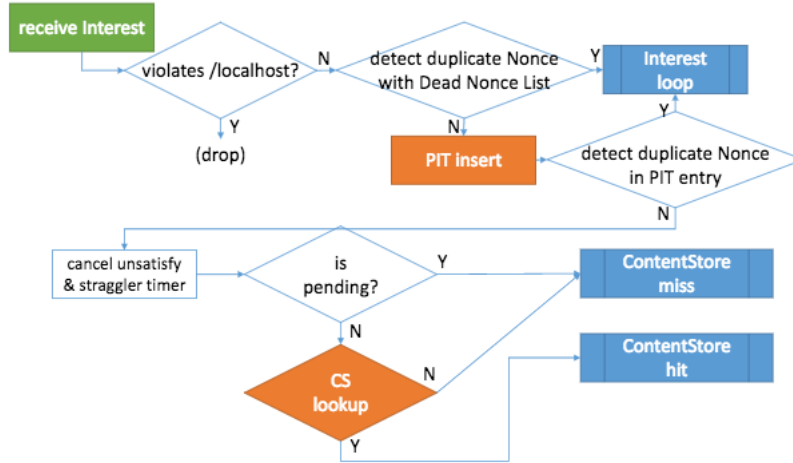 receive Interest
violates /localhost?
N
detect duplicate Nonce
with Dead Nonce List
Y
Interest
loop
Y
(drop)
N
PIT insert
Y
detect duplicate Nonce
in PIT entry
N
cancel unsatisfy
& straggler timer
is
pending?
Y
ContentStore
miss
N
CS
lookup
N
ContentStore
hit
Y